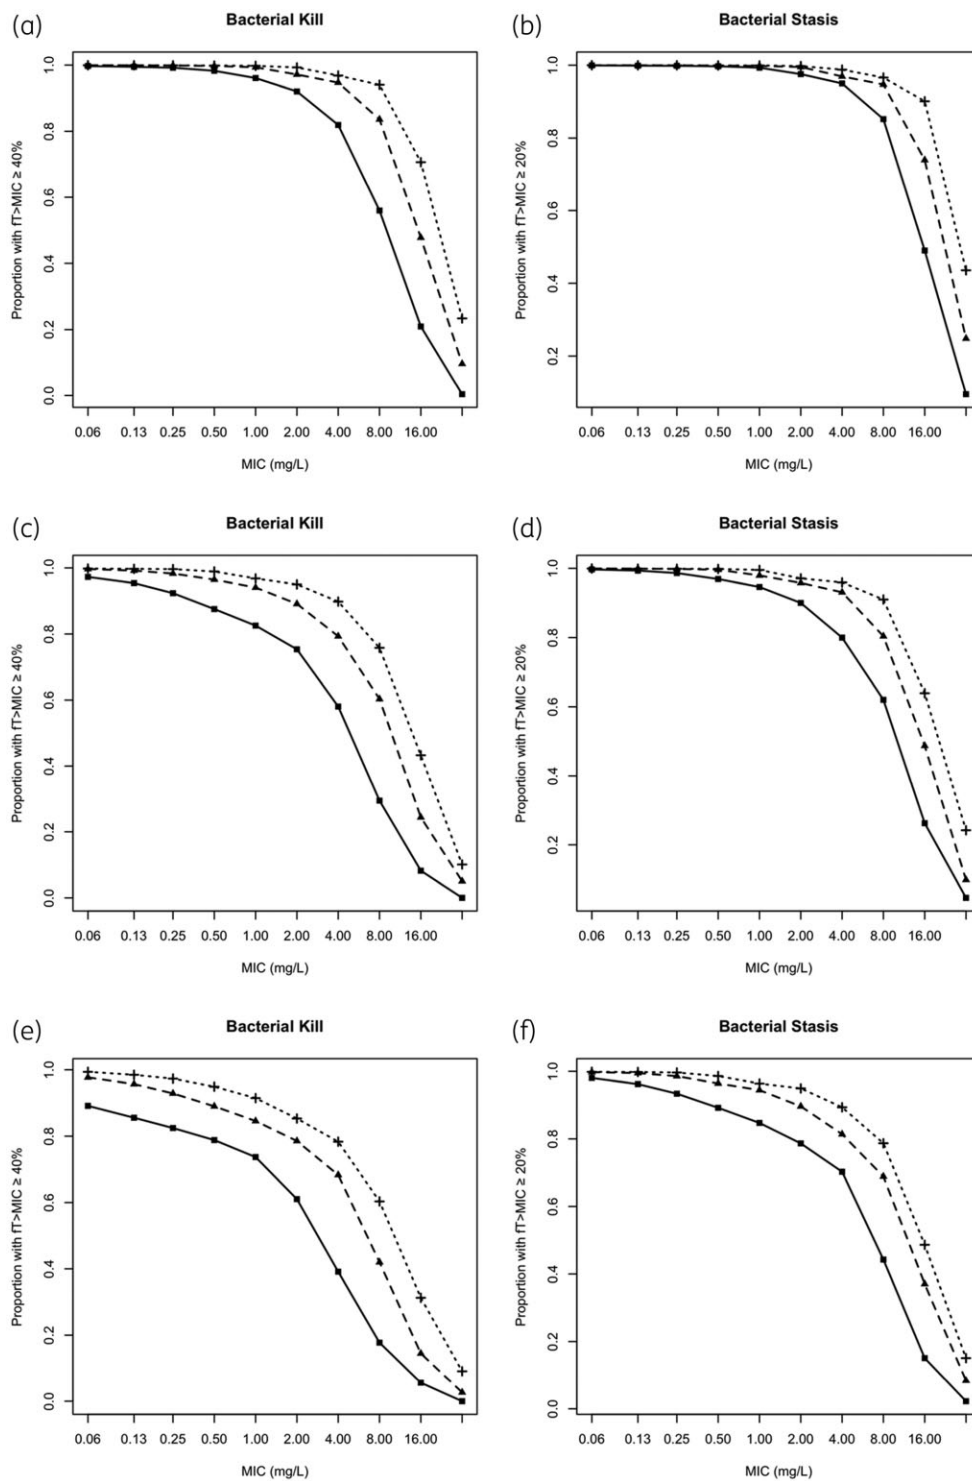 (a)
Bacterial Kill
Proportion with fT>MIC ≥ 40%
1.0
0.8
0.6
0.4
0.2
0.0
0.06 0.13 0.25 0.50 1.00 2.00 4.00 8.00 16.00
MIC (mg/L)
(b)
Bacterial Stasis
Proportion with fT>MIC ≥ 20%
1.0
0.8
0.6
0.4
0.2
0.06 0.13 0.25 0.50 1.00 2.00 4.00 8.00 16.00
MIC (mg/L)
(c)
Bacterial Kill
Proportion with fT>MIC ≥ 40%
1.0
0.8
0.6
0.4
0.2
0.0
0.06 0.13 0.25 0.50 1.00 2.00 4.00 8.00 16.00
MIC (mg/L)
(d)
Bacterial Stasis
Proportion with fT>MIC ≥ 20%
1.0
0.8
0.6
0.4
0.2
0.06 0.13 0.25 0.50 1.00 2.00 4.00 8.00 16.00
MIC (mg/L)
(e)
Bacterial Kill
Proportion with fT>MIC ≥ 40%
1.0
0.8
0.6
0.4
0.2
0.0
0.06 0.13 0.25 0.50 1.00 2.00 4.00 8.00 16.00
MIC (mg/L)
(f)
Bacterial Stasis
Proportion with fT>MIC ≥ 20%
1.0
0.8
0.6
0.4
0.2
0.0
0.06 0.13 0.25 0.50 1.00 2.00 4.00 8.00 16.00
MIC (mg/L)